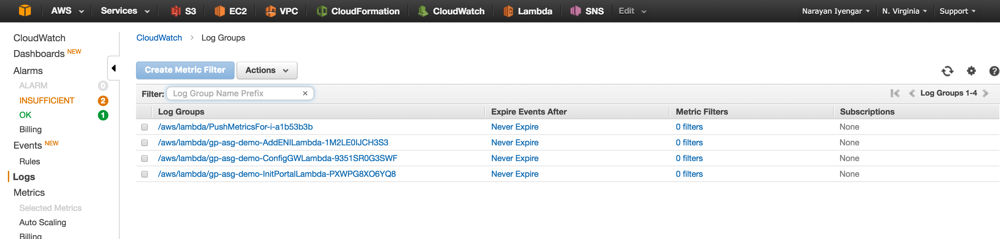 AWS Services S3 EC2 VPC CloudFormation CloudWatch Lambda SNS Edit Narayan Iyengar N. Virginia Support
CloudWatch
Dashboards NEW
Alarms
ALARM 0
INSUFFICIENT 2
OK 1
Billing
Events NEW
Rules
Logs
Metrics
Selected Metrics
Auto Scaling
Billing
CloudWatch > Log Groups
Create Metric Filter Actions
Filter: Log Group Name Prefix × Log Groups 1-4
Log Groups Expire Events After Metric Filters Subscriptions
/aws/lambda/PushMetricsFor-i-a1b53b3b Never Expire 0 filters None
/aws/lambda/gp-asg-demo-AddENILambda-1M2LE0IJCH3S3 Never Expire 0 filters None
/aws/lambda/gp-asg-demo-ConfigGWLambda-9351SR0G3SWF Never Expire 0 filters None
/aws/lambda/gp-asg-demo-InitPortalLambda-PXWPG8XO6YQ8 Never Expire 0 filters None